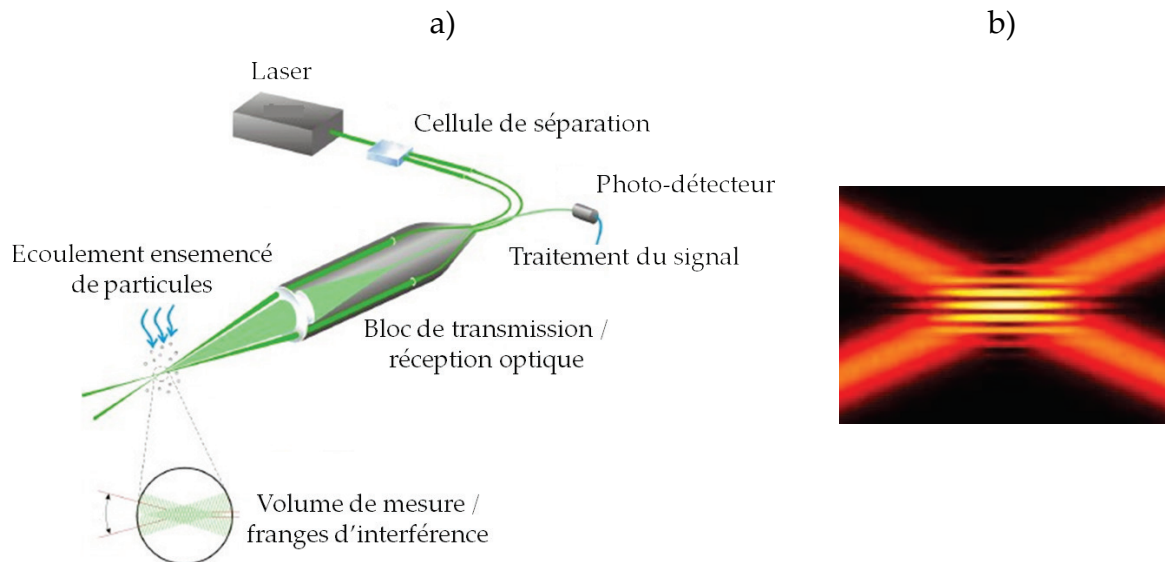 a)
b)
Laser
Cellule de séparation
Photo-détecteur
Traitement du signal
Ecoulement ensemencé
de particules
Bloc de transmission /
réception optique
Volume de mesure /
franges d'interférence